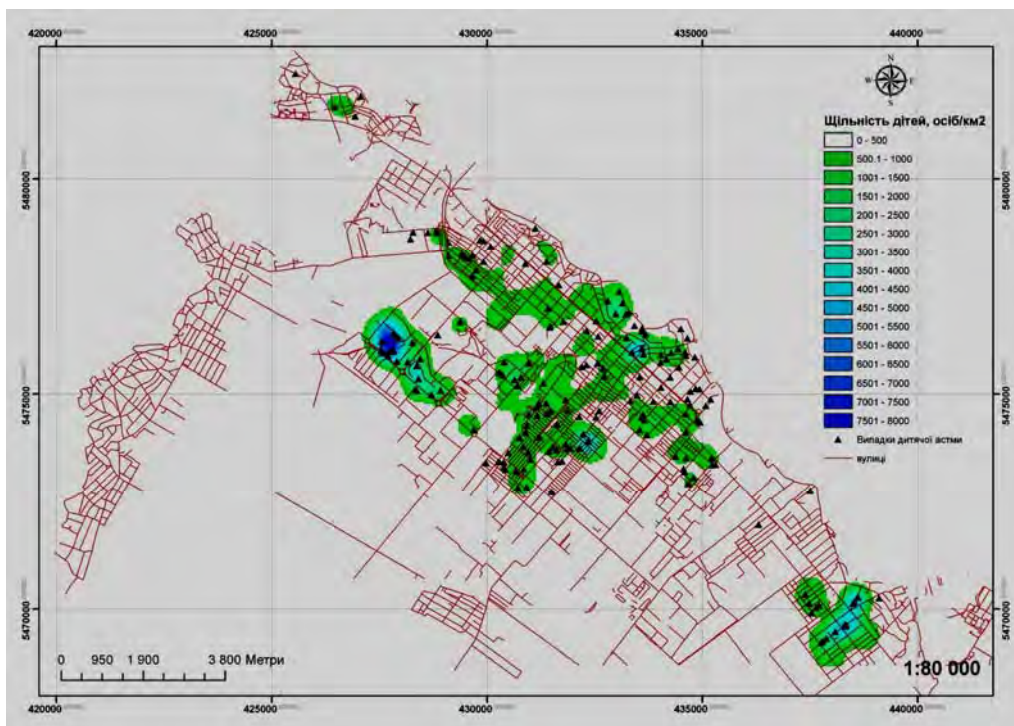 420000 425000 430000 435000 440000
N
W E
S
Щільність дітей, осіб/км2
0 - 500
500.1 - 1000
1001 - 1500
1501 - 2000
2001 - 2500
2501 - 3000
3001 - 3500
3501 - 4000
4001 - 4500
4501 - 5000
5001 - 5500
5501 - 6000
6001 - 6500
6501 - 7000
7001 - 7500
7501 - 8000
Випадки дитячої астми
вулиці
5480000 5480000
5475000 5475000
5470000 5470000
0 950 1 900 3 800 Метри
1:80 000
420000 425000 430000 435000 440000